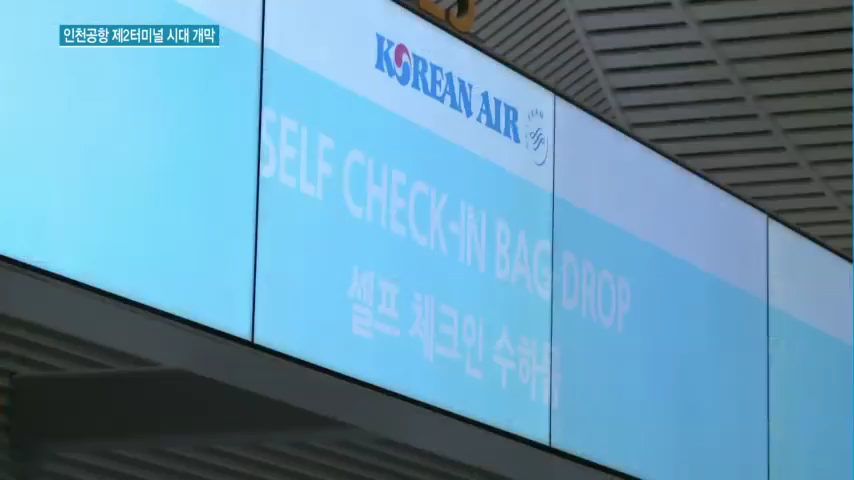 인천공항 제2터미널 시대 개막
KOREAN AIR
SELF CHECK-IN BAG DROP
셀프 체크인 수하물